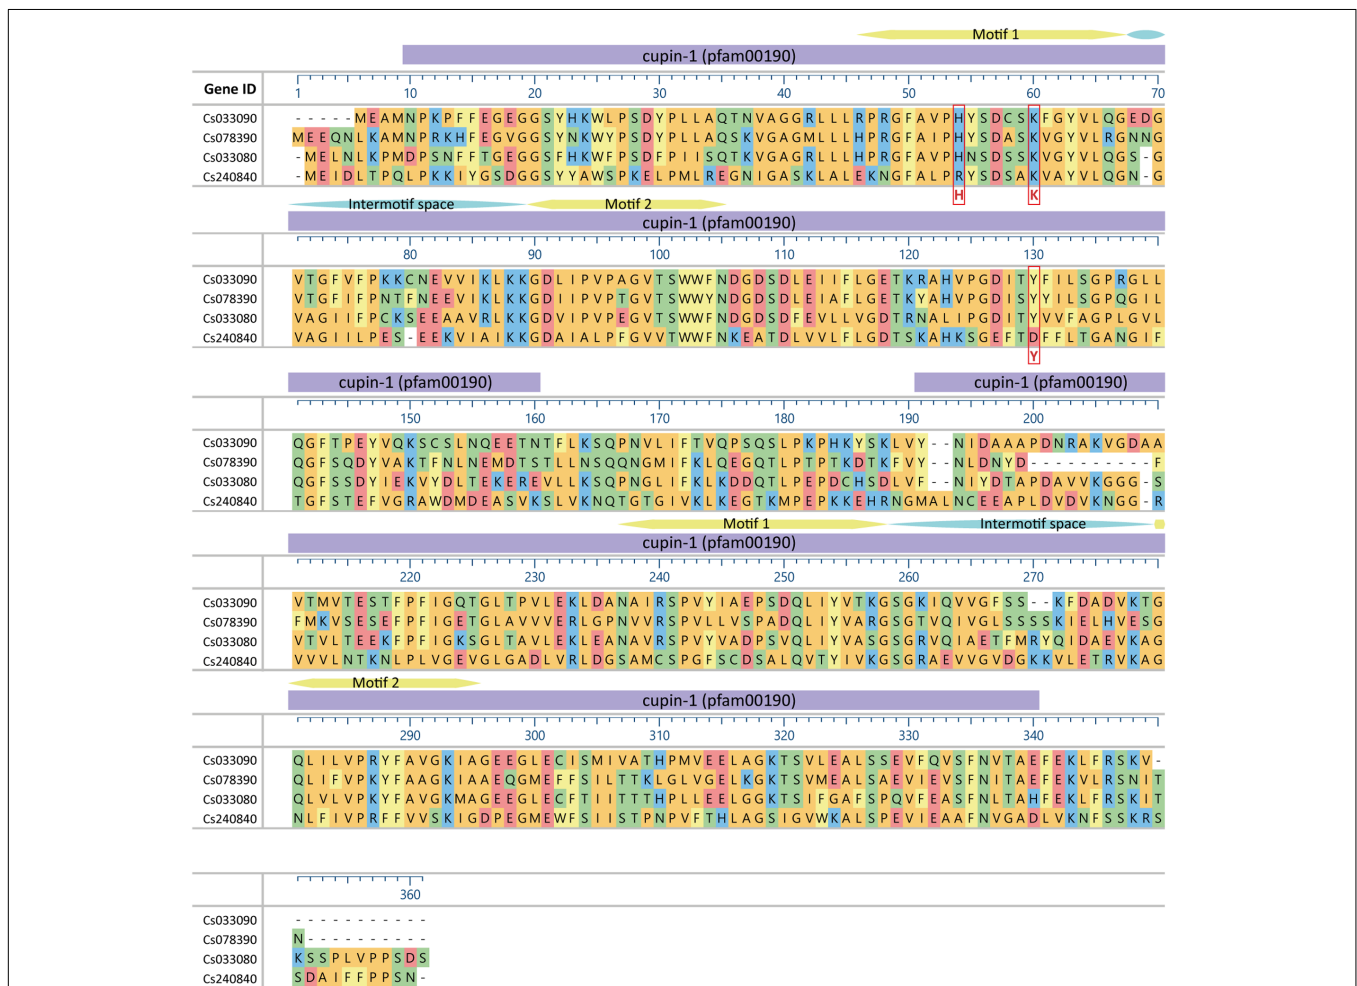 Motif 1
cupin-1 (pfam00190)
Gene ID
1 10 20 30 40 50 60 70
Cs033090 -----MEAMNPKPFFEGEGGSYHKWLPSDYPLLAQTNVAGGRLLLRPRGFAVPHYSDCSKFGYVLQGEDG
Cs078390 MEEQNLKAMNPRKHFEGVGGSYNKWYPSDYPLLAQSKVGAGMLLLHPRGFAIPHYSDASKVGYVLRGNNG
Cs033080 -MELNLKPMDPSNFFTGEGGSFHKWFPSDFPIISQTKVGAGRLLLHPRGFAVPHNSDSSKVGYVLQGS-G
Cs240840 -MEIDLTPQLPKKIYGSDGGSYYAWSPKELPMLREGNIGASKLALEKNGFALPRYSDSAKVAYVLQGN-G
H K
Intermotif space Motif 2
cupin-1 (pfam00190)
80 90 100 110 120 130
Cs033090 VTGFVFPKKCNEVVIKLKKGDLIPVPAGVTSWWFNDGDSDLEIIFLGETKRAHVPGDITYFILSGPRGLL
Cs078390 VTGFIFPNTFNEEVIKLKKGDIIPVPTGVTSWWYNDGDSDLEIAFLGETKYAHVPGDISYYILSGPQGIL
Cs033080 VAGIIFPCKSEEAAVRLKKGDVIPVPEGVTSWWFNDGDSDFEVLLVGDTRNALIPGDITYVVFAGPLGVL
Cs240840 VAGIILPES-EEKVIAIKKGDAIALPFGVVTWWFNKEATDLVVLFLGDTSKAHKSGEFTDFFLTGANGIF
Y
cupin-1 (pfam00190) cupin-1 (pfam00190)
150 160 170 180 190 200
Cs033090 QGFTPEYVQKSCSLNQEETNTFLKSQPNVLIFTVQPSQSLPKPHKYSKLVY--NIDAAAPDNRAKVGDAA
Cs078390 QGFSQDYVAKTFNLNEMDTSTLLNSQQNGMIFKLQEGQTLPTPTKDTKFVY--NLDNYD----------F
Cs033080 QGFSSDYIEKVYDLTEKEREVLLKSQPNGLIFKLKDDQTLPEPDCHSDLVF--NIYDTAPDAVVKGGG-S
Cs240840 TGFSTEFVGRAWDMDEASVKSLVKNQTGTGIVKLKEGTKMPEPKKEHRNGMALNCEEAPLDVDVKNGG-R
Motif 1 Intermotif space
cupin-1 (pfam00190)
220 230 240 250 260 270
Cs033090 VTMVTESTFPFIGQTGLTPVLEKLDANAIRSPVYIAEPSDQLIYVTKGSGKIQVVGFSS--KFDADVKTG
Cs078390 FMKVSESEFPFIGETGLAVVVERLGPNVVRSPVLLVSPADQLIYVARGSGTVQIVGLSSSSKIELHVESG
Cs033080 VTVLTEEKFPFIGKSGLTAVLEKLEANAVRSPVYVADPSVQLIYVASGSGRVQIAETFMRYQIDAEVKAG
Cs240840 VVVLNTKNLPLVGEVGLGADLVRLDGSAMCSPGFSCDSALQVTYIVKGSGRAEVVGVDGKKVLETRVKAG
Motif 2
cupin-1 (pfam00190)
290 300 310 320 330 340
Cs033090 QLILVPRYFAVGKIAGEEGLECISMIVATHPMVEELAGKTSVLEALSSEVFQVSFNVTAEFEKLFRSKV-
Cs078390 QLIFVPKYFAAGKIAAEQGMEFFSILTTKLGLVGELKGKTSVMEALSAEVIEVSFNITAEFEKVLRSNIT
Cs033080 QLVLVPKYFAVGKMAGEEGLECFTIITTTHPLLEELGGKTSIFGAFSPQVFEASFNLTAHFEKLFRSKIT
Cs240840 NLFIVPRFFVVSKIGDPEGMEWFSIISTPNPVFTHLAGSIGVWKALSPEVIEAAFNVGADLVKNFSSKRS
360
Cs033090 -----------
Cs078390 N----------
Cs033080 KSSPLVPPSDS
Cs240840 SDAIFFPPSN-